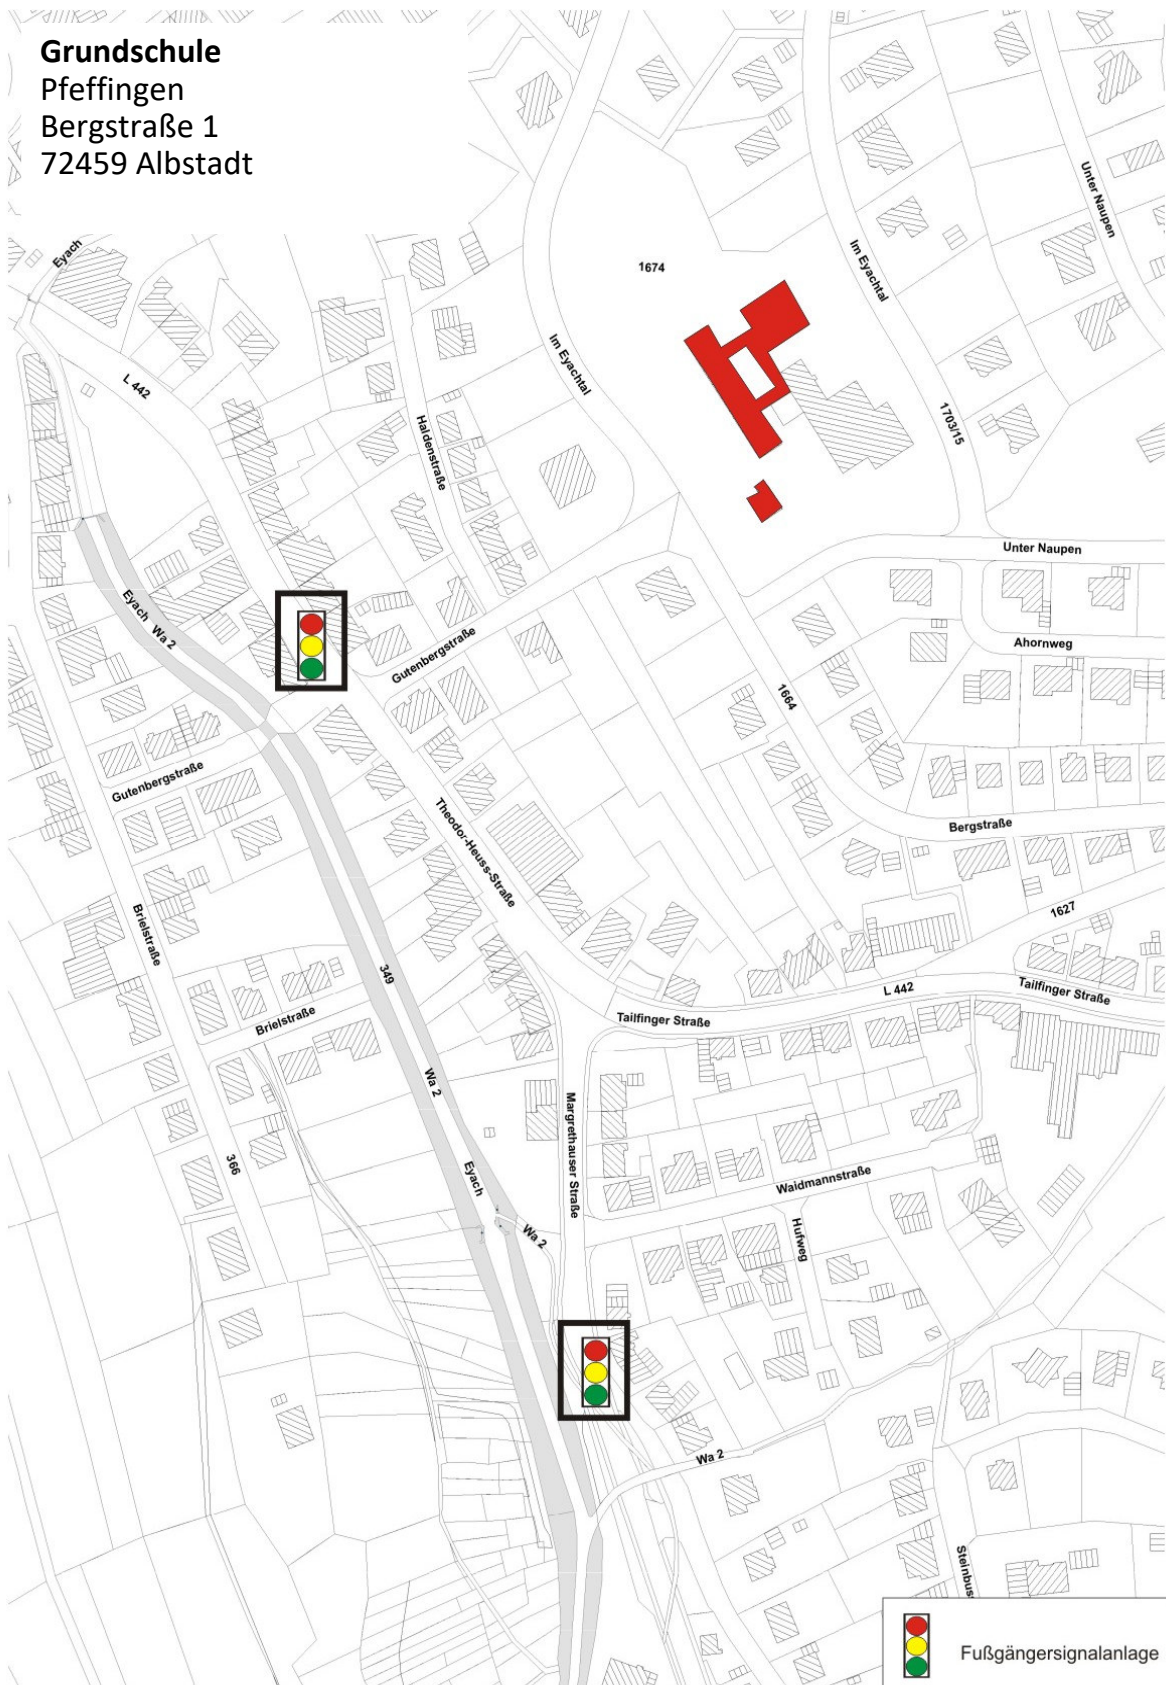 Grundschule
Pfeffingen
Bergstraße 1
72459 Albstadt
Eyach
L 442
Haldenstraße
Im Eyachtal
1674
Im Eyachtal
Unter Naupen
1703/15
Unter Naupen
Ahornweg
Eyach Wa 2
Gutenbergstraße
1664
Gutenbergstraße
Theodor-Heuss-Straße
Bergstraße
1627
Brielstraße
349
Brielstraße
L 442
Tailfinger Straße
Tailfinger Straße
Wa 2
Margrethauser Straße
366
Eyach
Wa 2
Waidmannstraße
Hufweg
Wa 2
Steinbus
Fußgängersignalanlage